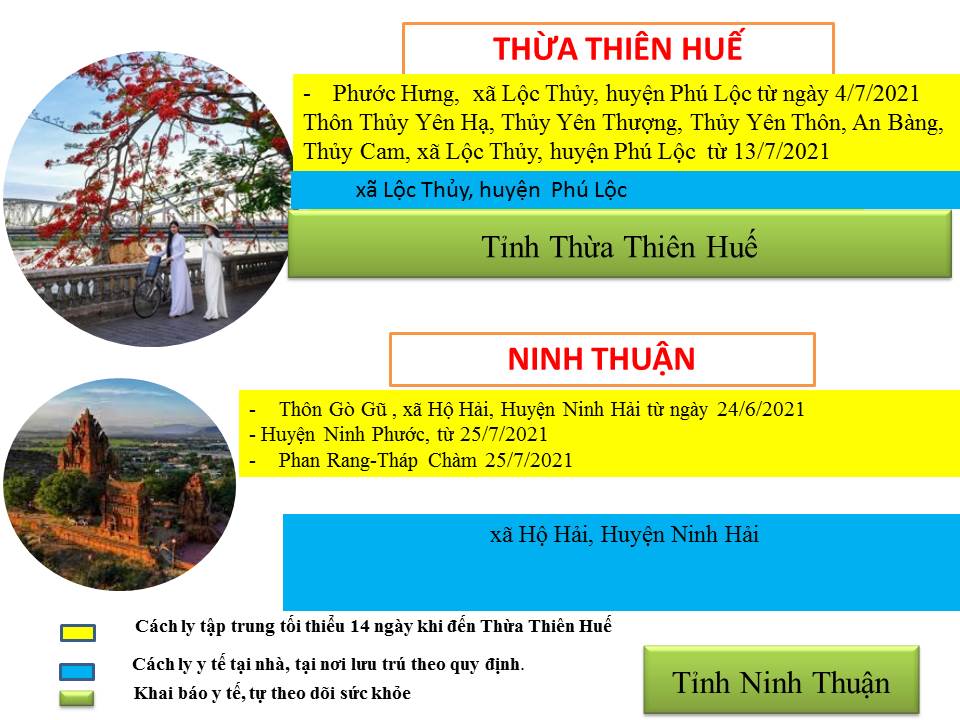 THỪA THIÊN HUẾ
- Phước Hưng, xã Lộc Thủy, huyện Phú Lộc từ ngày 4/7/2021
Thôn Thủy Yên Hạ, Thủy Yên Thượng, Thủy Yên Thôn, An Bàng,
Thủy Cam, xã Lộc Thủy, huyện Phú Lộc từ 13/7/2021
xã Lộc Thủy, huyện Phú Lộc
Tỉnh Thừa Thiên Huế
NINH THUẬN
- Thôn Gò Gũ , xã Hộ Hải, Huyện Ninh Hải từ ngày 24/6/2021
- Huyện Ninh Phước, từ 25/7/2021
- Phan Rang-Tháp Chàm 25/7/2021
xã Hộ Hải, Huyện Ninh Hải
Cách ly tập trung tối thiểu 14 ngày khi đến Thừa Thiên Huế
Cách ly y tế tại nhà, tại nơi lưu trú theo quy định.
Khai báo y tế, tự theo dõi sức khỏe
Tỉnh Ninh Thuận